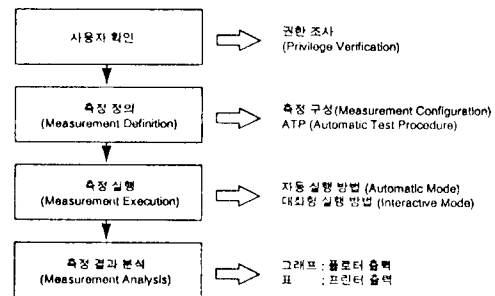 사용자 확인
권한 조사
(Privilege Verification)
측정 정의
(Measurement Definition)
측정 구성(Measurement Configuration)
ATP (Automatic Test Procedure)
측정 실행
(Measurement Execution)
자동 실행 방법 (Automatic Mode)
대화형 실행 방법 (Interactive Mode)
측정 결과 분석
(Measurement Analysis)
그래프 : 플로터 출력
표 : 프린터 출력